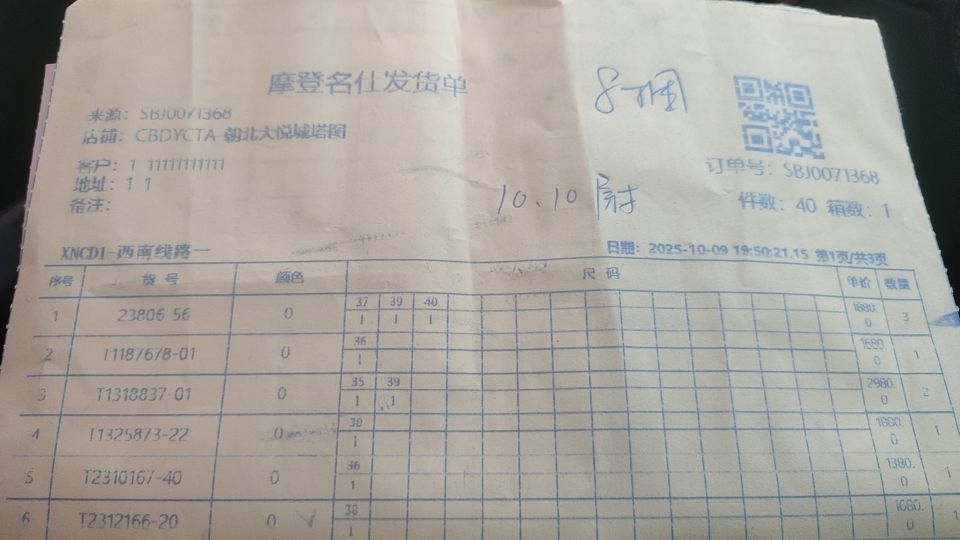 摩登名仕发货单
来源: SBJ0071368
店铺: CBDYCTA 朝北大悦城塔图
客户: 1 11111111111
地址: 1 1
备注:
订单号: SBJ0071368
件数: 40 箱数: 1
10.10
XNCD1-西南线路一
日期: 2025-10-09 19:50:21.15 第1页/共3页
序号 货号 颜色 尺码 单价 数量
37 39 40
1 23806-56 0 1 1 1 1880.0 3
36
2 T1187678-01 0 1 1680.0 1
35 39
3 T1318837-01 0 1 1 2980.0 2
4 T1325873-22 0 1 1880.0 1
36
5 T2310167-40 0 1 1380.0 1
38
6 T2312166-20 0 1 1680.0 1